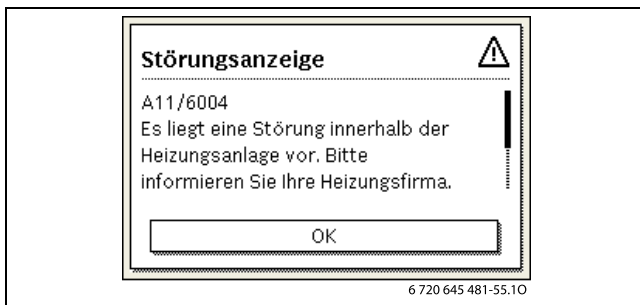 Störungsanzeige
A11/6004
Es liegt eine Störung innerhalb der
Heizungsanlage vor. Bitte
informieren Sie Ihre Heizungsfirma.
OK
6 720 645 481-55.1O